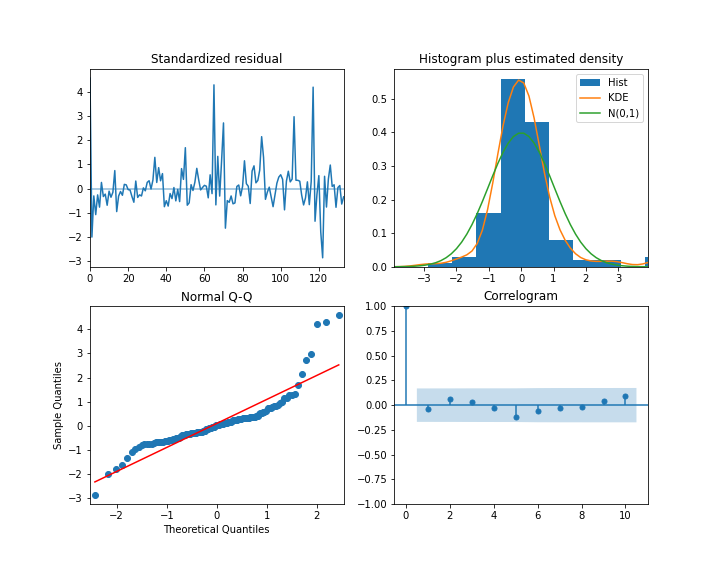 Standardized residual
4
3
2
1
0
−1
−2
−3
0 20 40 60 80 100 120
Histogram plus estimated density
Hist
KDE
N(0,1)
0.5
0.4
0.3
0.2
0.1
0.0
−3 −2 −1 0 1 2 3
Normal Q-Q
Sample Quantiles
4
3
2
1
0
−1
−2
−3
−2 −1 0 1 2
Theoretical Quantiles
Correlogram
1.00
0.75
0.50
0.25
0.00
−0.25
−0.50
−0.75
−1.00
0 2 4 6 8 10